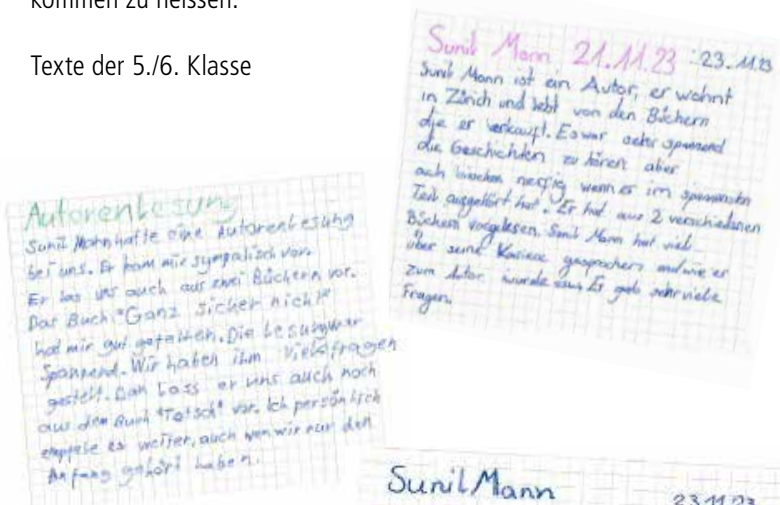 kommen zu heissen.
Texte der 5./6. Klasse
Sunil Mann 21.11.23 23.11.23
Sunil Mann ist ein Autor, er wohnt
in Zürich und lebt von den Büchern
die er verkauft. Es war sehr spannend
die Geschichten zu hören aber
auch bisschen nerfig wenn er im spannensten
Teil aufgehört hat. Er hat aus 2 verschiedenen
Büchern vorgelesen. Sunil Mann hat viel
über seine gesprochen und wie er
zum Autor wurde. Es gab sehr viele
Fragen.
Autorenlesung
Sunil Mann hatte eine Autorenlesung
bei uns. Er kam mir sympatisch vor.
Er las uns auch aus zwei Büchern vor.
Das Buch "Ganz sicher nicht"
hat mir gut gefallen. Die Lesung war
Spannend. Wir haben ihm viele fragen
gestellt. Dan lass er uns auch noch
aus dem Buch "Totsch" vor. Ich persönlich
empfele es weiter, auch wen wir nur den
Anfang gehört haben.
Sunil Mann
23.11.23